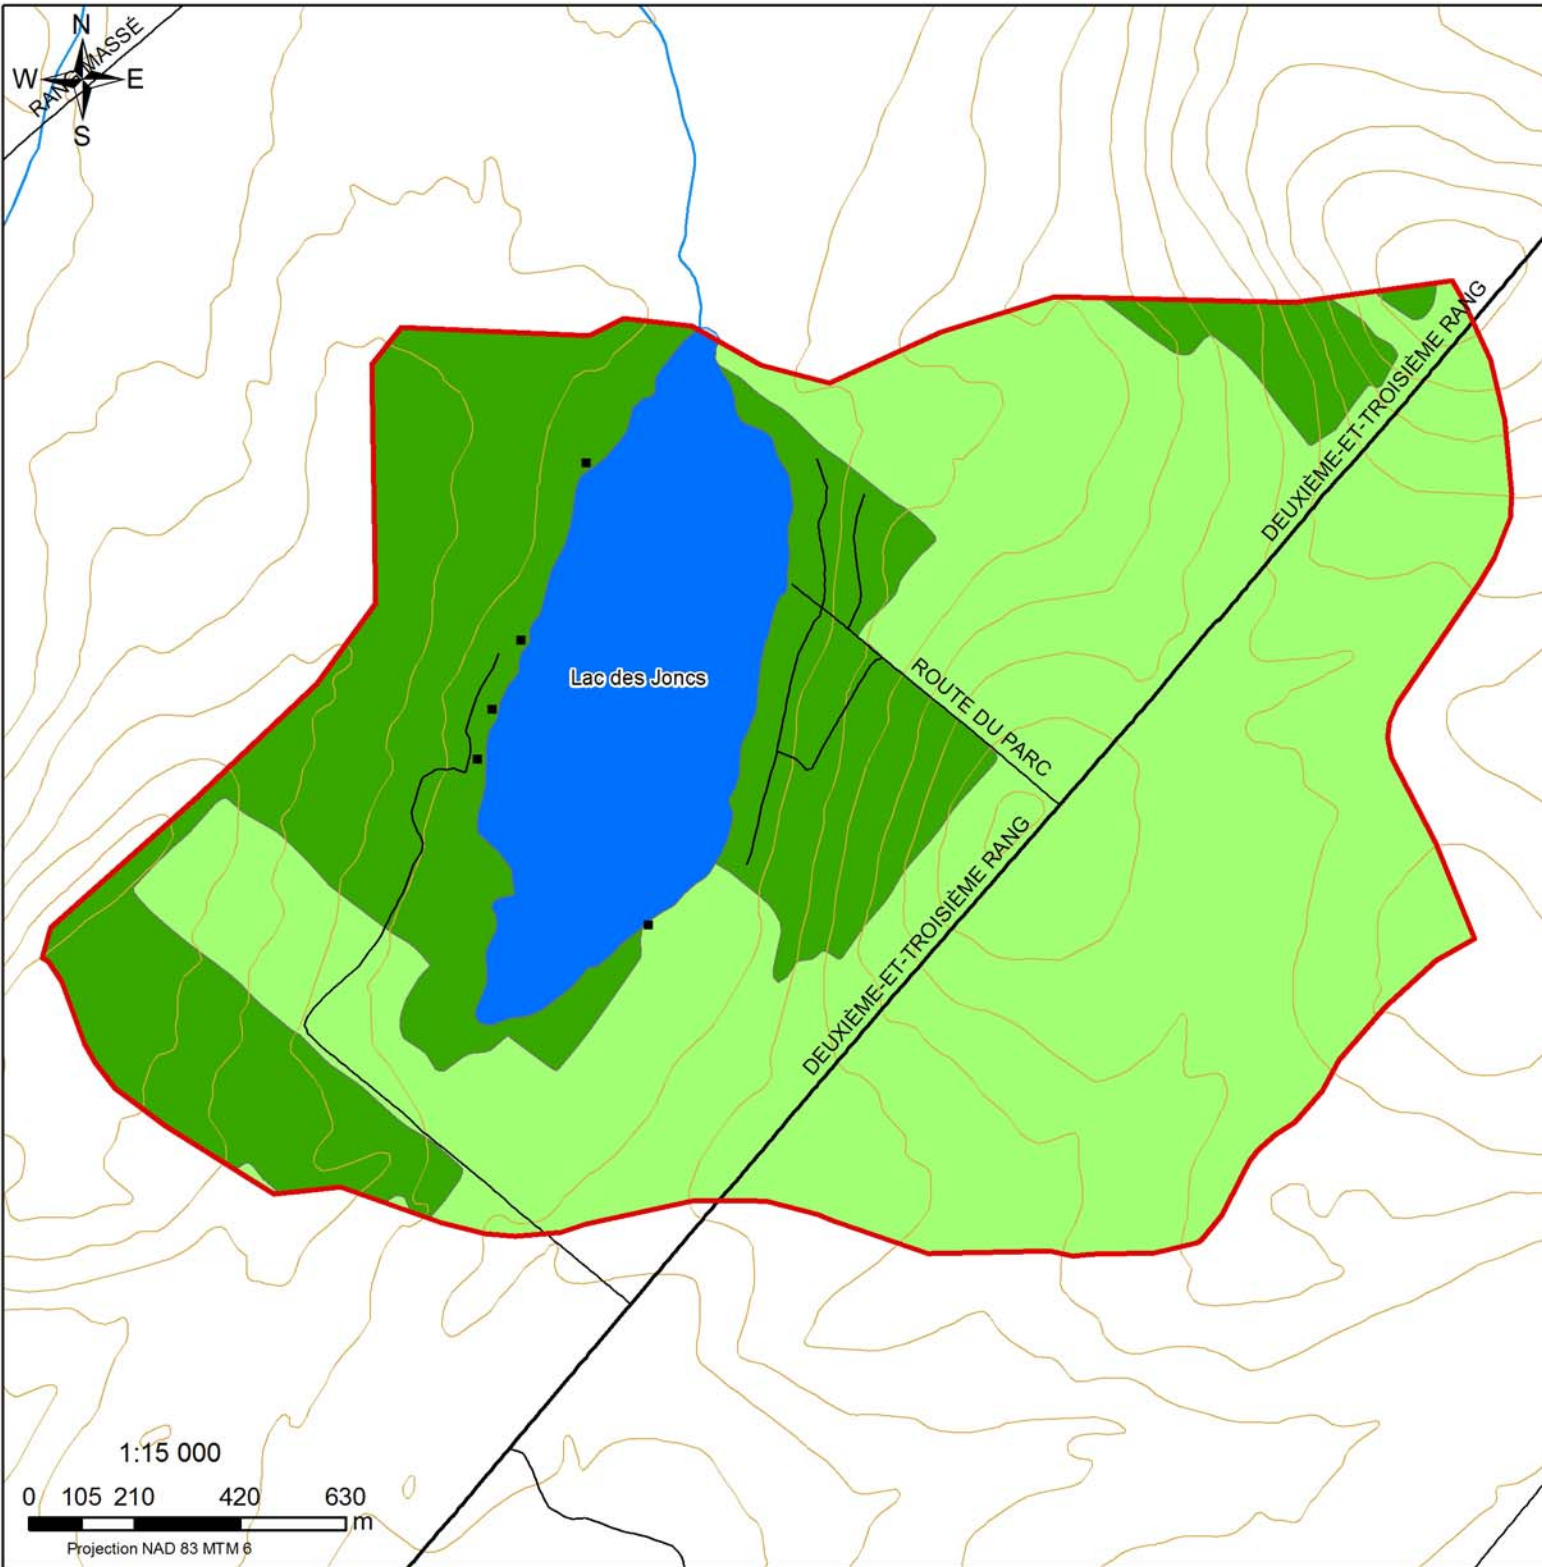 N
RANG MASSÉ
W E
S
DEUXIÈME-ET-TROISIÈME RANG
Lac des Joncs
ROUTE DU PARC
DEUXIÈME-ET-TROISIÈME RANG
1:15 000
0 105 210 420 630
m
Projection NAD 83 MTM 6